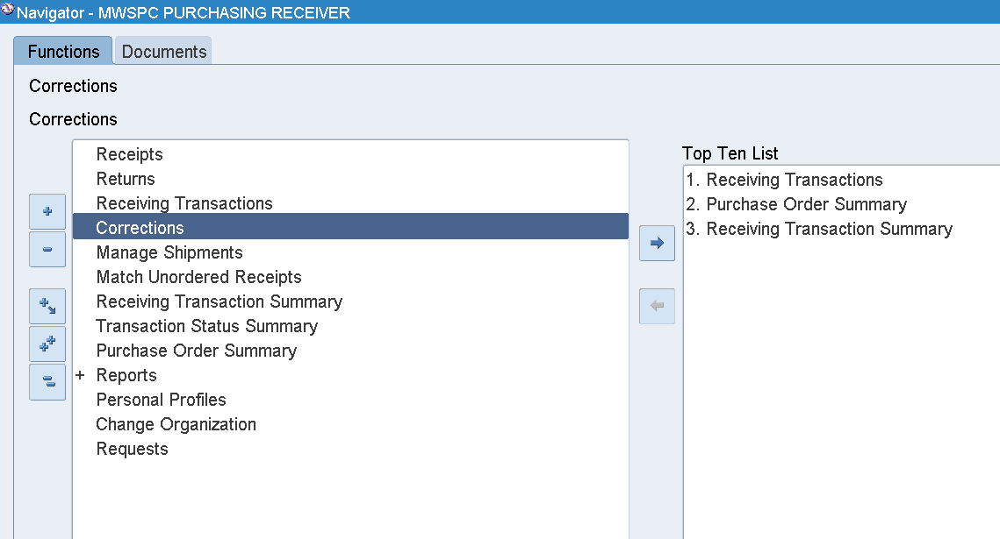 Navigator - MWSPC PURCHASING RECEIVER
Functions
Documents
Corrections
Corrections
Receipts
Returns
Receiving Transactions
Corrections
Manage Shipments
Match Unordered Receipts
Receiving Transaction Summary
Transaction Status Summary
Purchase Order Summary
+ Reports
Personal Profiles
Change Organization
Requests
Top Ten List
1. Receiving Transactions
2. Purchase Order Summary
3. Receiving Transaction Summary